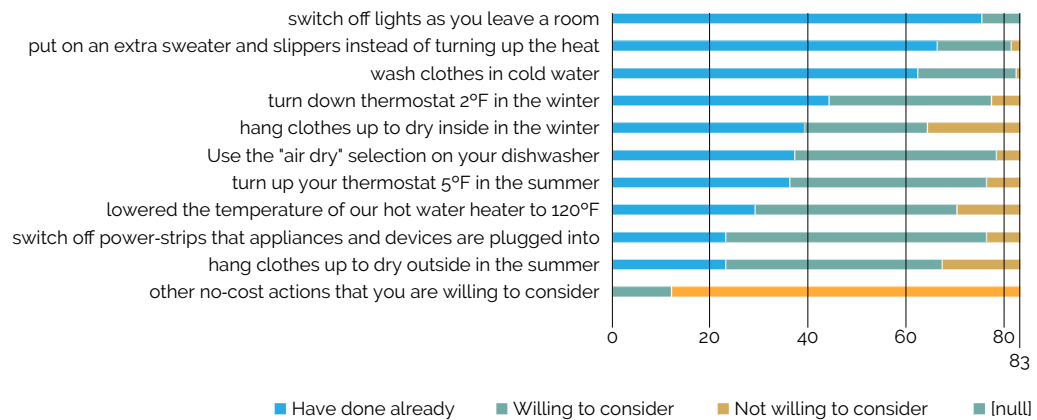 switch off lights as you leave a room
put on an extra sweater and slippers instead of turning up the heat
wash clothes in cold water
turn down thermostat 2ºF in the winter
hang clothes up to dry inside in the winter
Use the "air dry" selection on your dishwasher
turn up your thermostat 5ºF in the summer
lowered the temperature of our hot water heater to 120ºF
switch off power-strips that appliances and devices are plugged into
hang clothes up to dry outside in the summer
other no-cost actions that you are willing to consider
0 20 40 60 80
83
Have done already Willing to consider Not willing to consider [null]